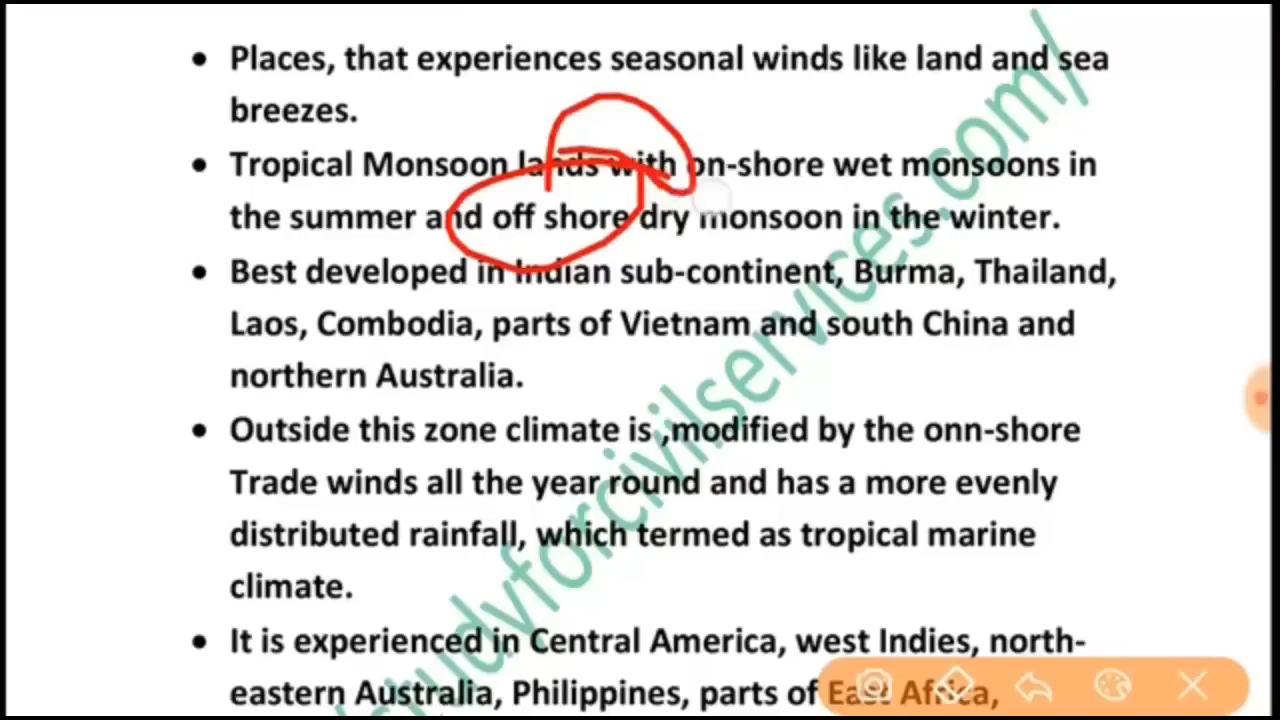 • Places, that experiences seasonal winds like land and sea
breezes.
• Tropical Monsoon lands with on-shore wet monsoons in
the summer and off shore dry monsoon in the winter.
• Best developed in Indian sub-continent, Burma, Thailand,
Laos, Combodia, parts of Vietnam and south China and
northern Australia.
• Outside this zone climate is ,modified by the onn-shore
Trade winds all the year round and has a more evenly
distributed rainfall, which termed as tropical marine
climate.
• It is experienced in Central America, west Indies, north-
eastern Australia, Philippines, parts of East Africa,
/studyforcivilservices.com/